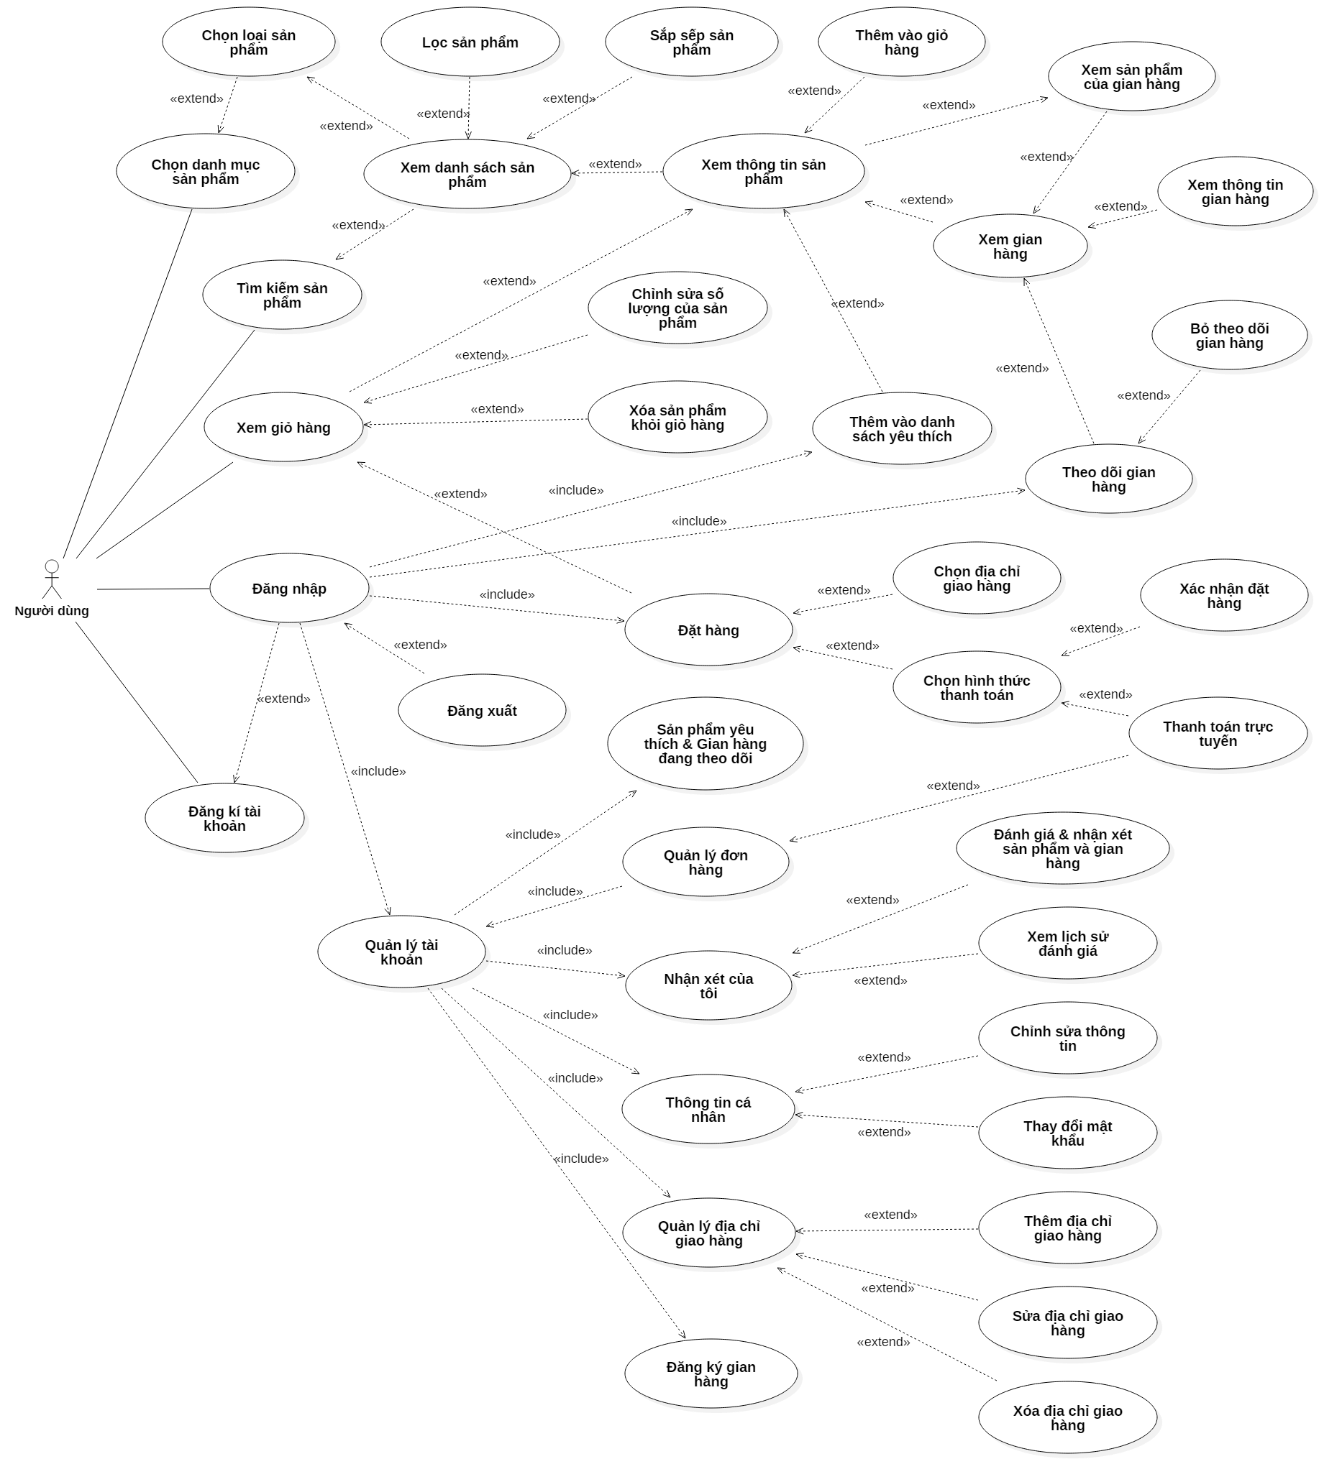 Chọn loại sản
phẩm
Lọc sản phẩm
Sắp sếp sản
phẩm
Thêm vào giỏ
hàng
Xem sản phẩm
của gian hàng
«extend»
«extend»
«extend»
«extend»
«extend»
«extend»
Chọn danh mục
sản phẩm
Xem danh sách sản
phẩm
«extend»
Xem thông tin sản
phẩm
«extend»
Xem thông tin
gian hàng
«extend»
«extend»
«extend»
Xem gian
hàng
Tìm kiếm sản
phẩm
«extend»
Chỉnh sửa số
lượng của sản
phẩm
«extend»
Bỏ theo dõi
gian hàng
«extend»
«extend»
«extend»
Xem giỏ hàng
«extend»
Xóa sản phẩm
khỏi giỏ hàng
Thêm vào danh
sách yêu thích
Theo dõi gian
hàng
«extend»
«include»
«include»
Người dùng
Đăng nhập
«include»
Đặt hàng
«extend»
Chọn địa chỉ
giao hàng
Xác nhận đặt
hàng
«extend»
«extend»
«extend»
Chọn hình thức
thanh toán
«extend»
Thanh toán trực
tuyến
«extend»
Đăng xuất
Sản phẩm yêu
thích & Gian hàng
đang theo dõi
«include»
«extend»
Đăng kí tài
khoản
«include»
Quản lý đơn
hàng
Đánh giá & nhận xét
sản phẩm và gian
hàng
«include»
«extend»
Quản lý tài
khoản
«include»
Nhận xét của
tôi
Xem lịch sử
đánh giá
«extend»
«include»
Chỉnh sửa thông
tin
«extend»
«include»
Thông tin cá
nhân
Thay đổi mật
khẩu
«extend»
«include»
Quản lý địa chỉ
giao hàng
«extend»
Thêm địa chỉ
giao hàng
«extend»
Sửa địa chỉ giao
hàng
«extend»
Đăng ký gian
hàng
Xóa địa chỉ giao
hàng